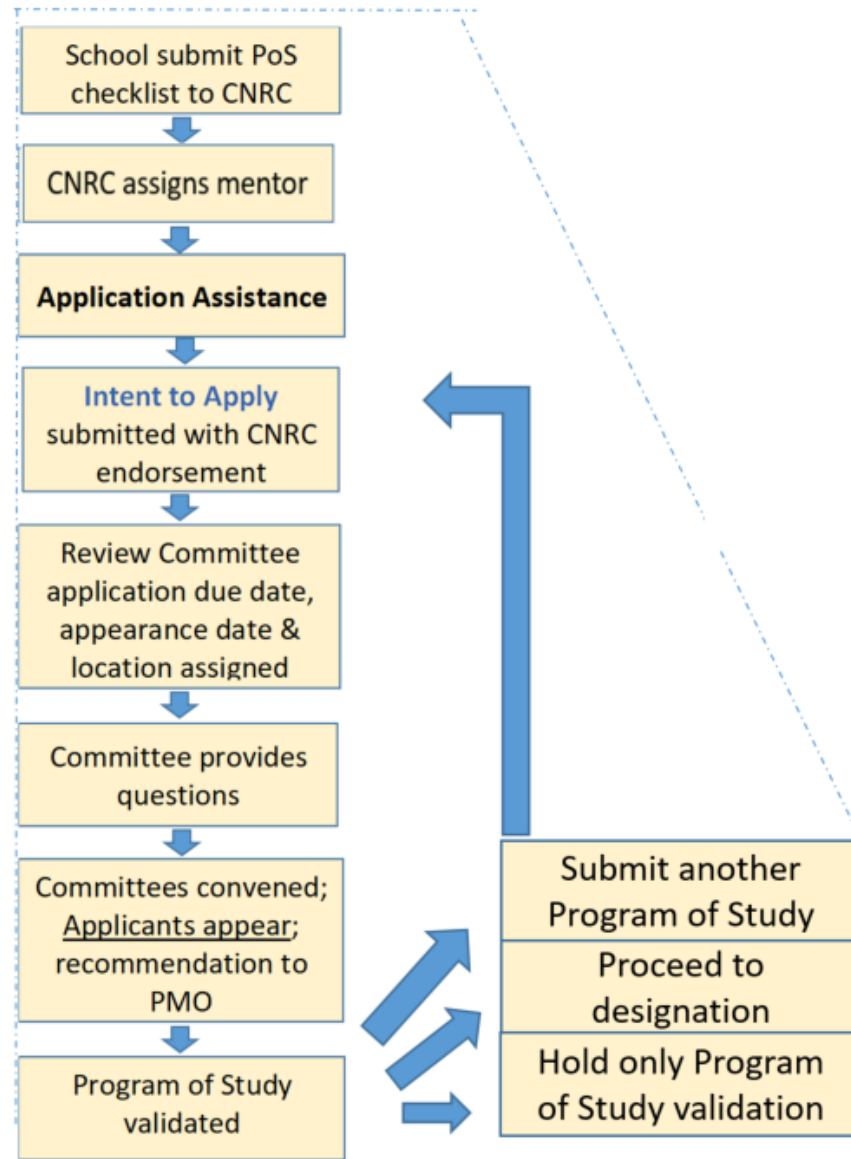 School submit PoS
checklist to CNRC
CNRC assigns mentor
Application Assistance
Intent to Apply
submitted with CNRC
endorsement
Review Committee
application due date,
appearance date &
location assigned
Committee provides
questions
Committees convened;
Applicants appear;
recommendation to
PMO
Program of Study
validated
Submit another
Program of Study
Proceed to
designation
Hold only Program
of Study validation